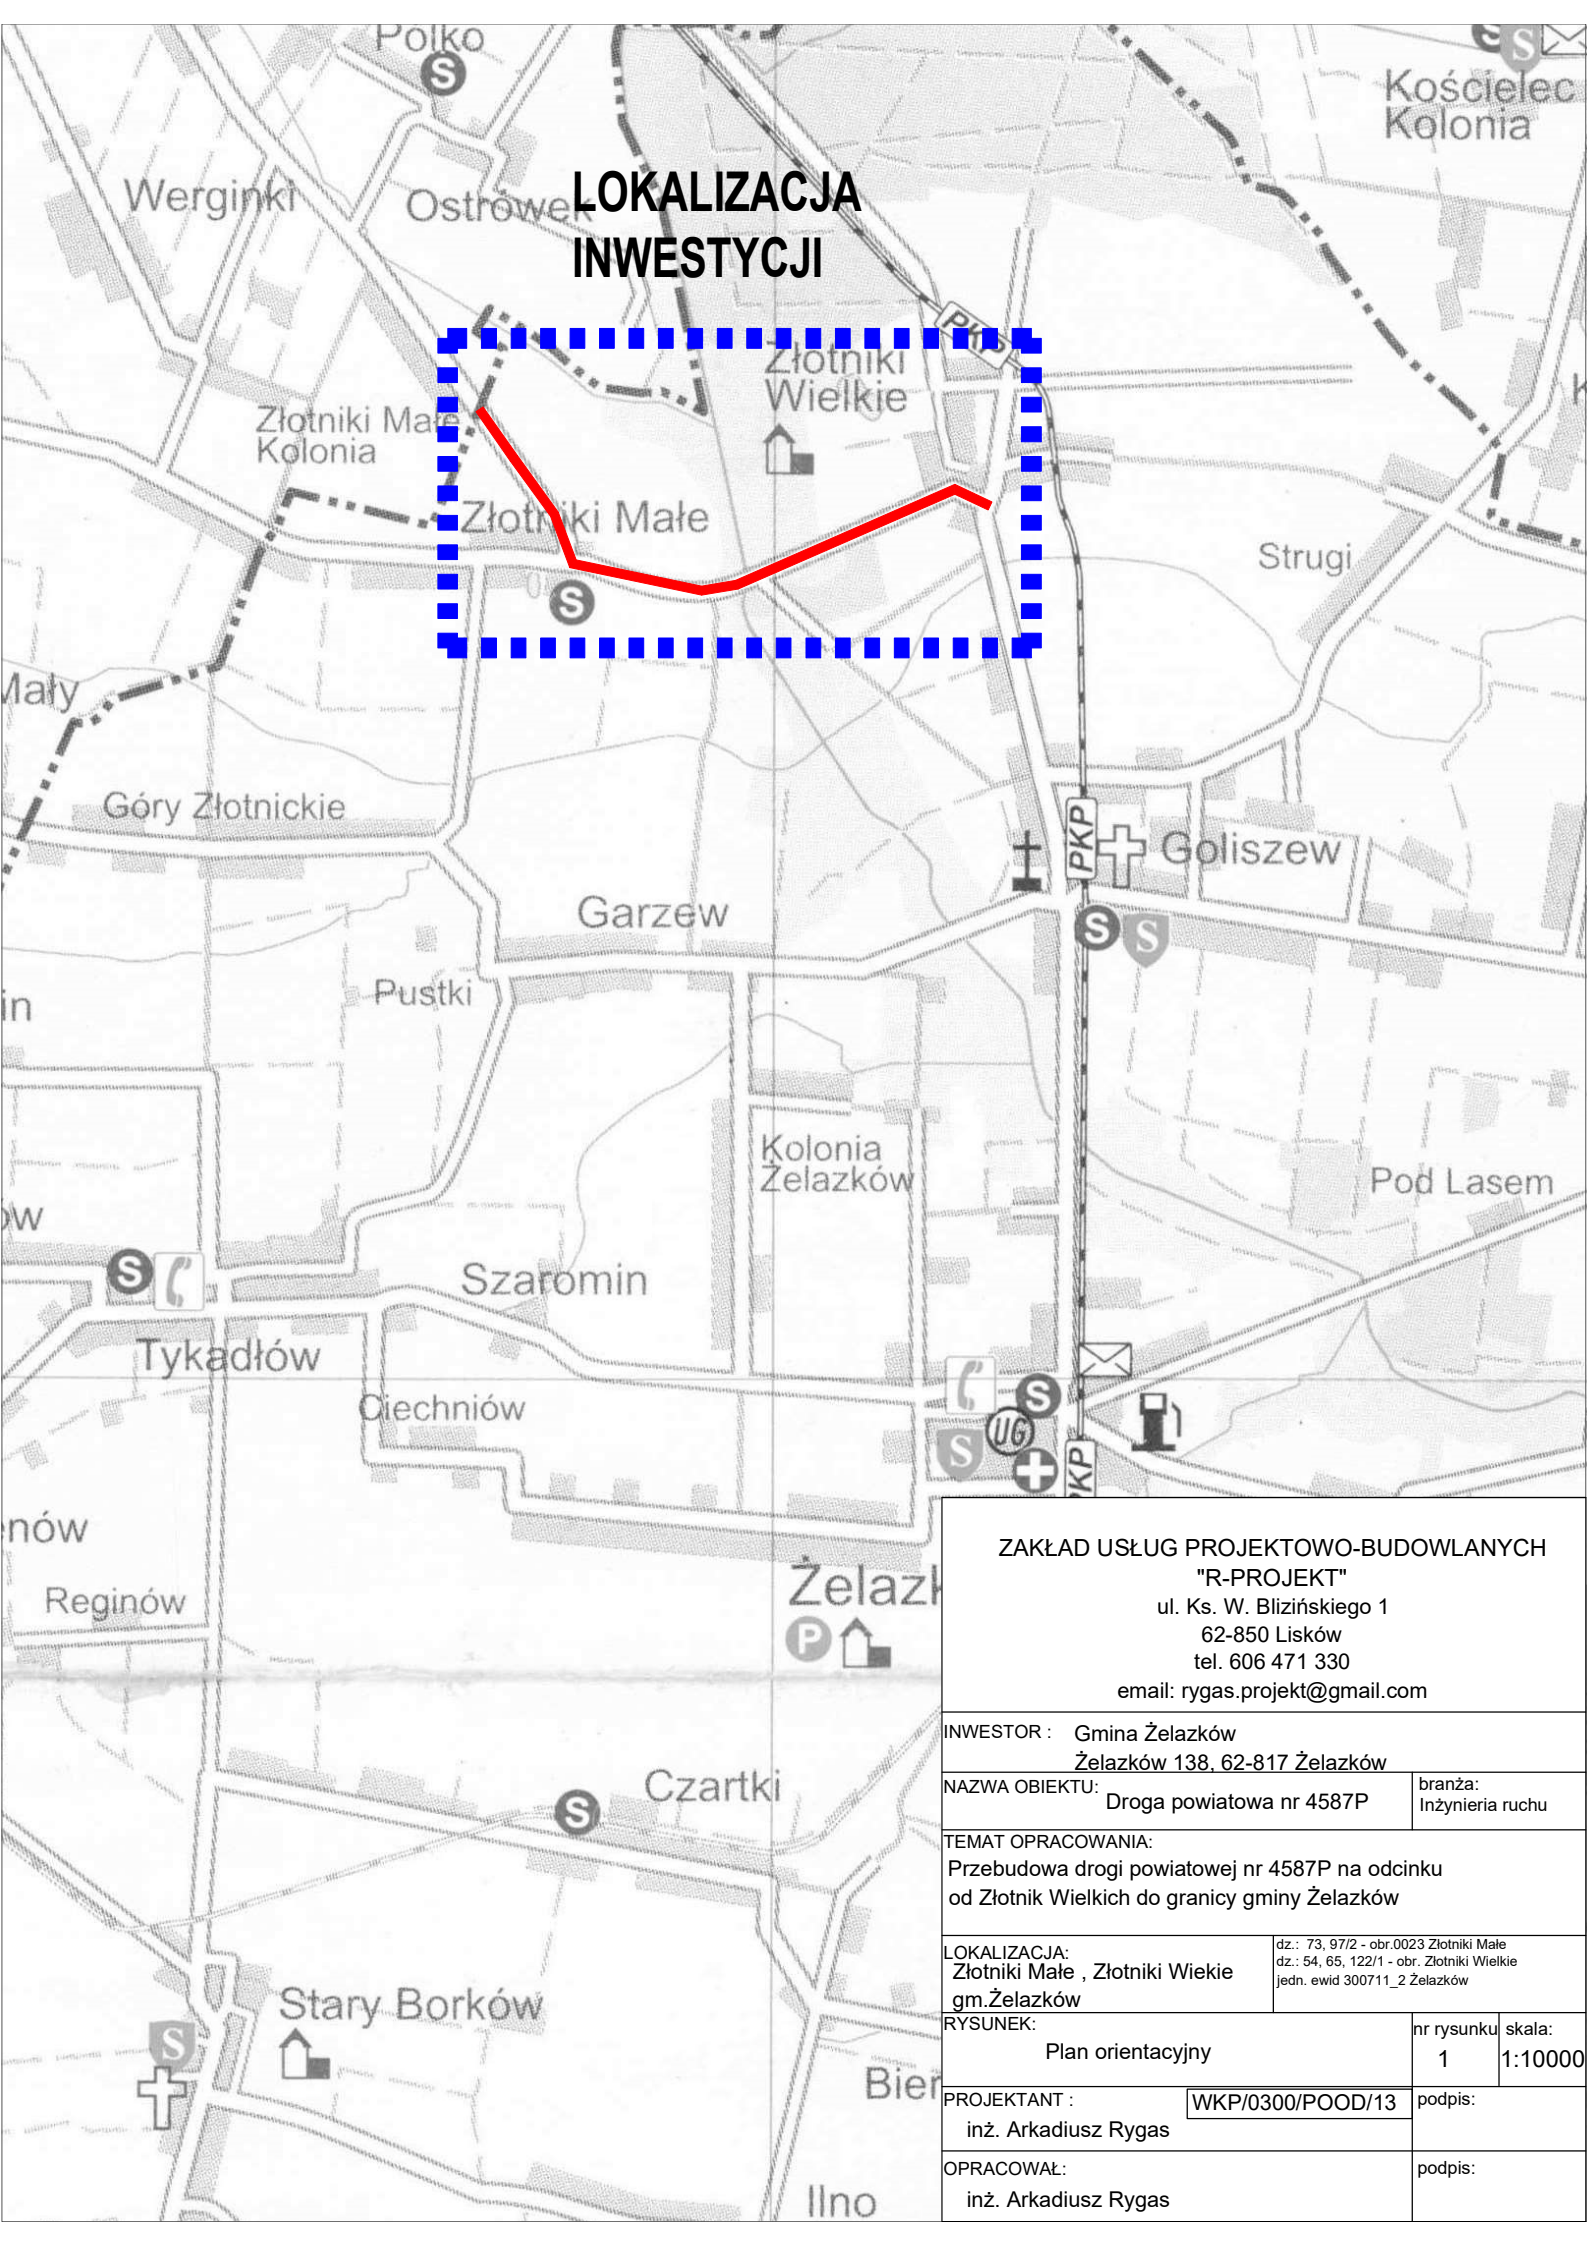 Polko
S
S
S
Kościelec
Kolonia
Werginki
Ostrówek
LOKALIZACJA
INWESTYCJI
PKP
Złotniki
Wielkie
Złotniki Małe
Kolonia
Złotniki Małe
S
Strugi
Mały
Góry Złotnickie
PKP
Goliszew
Garzew
S
S
Pustki
in
Kolonia
Żelazków
Pod Lasem
ów
S
Szaromin
Tykadłów
Ciechniów
S
UG
S
PKP
nów
Reginów
Żelazk
P
Czartki
S
Stary Borków
S
Bier
Ilno
ZAKŁAD USŁUG PROJEKTOWO-BUDOWLANYCH
"R-PROJEKT"
ul. Ks. W. Blizińskiego 1
62-850 Lisków
tel. 606 471 330
email: rygas.projekt@gmail.com
INWESTOR : Gmina Żelazków
Żelazków 138, 62-817 Żelazków
NAZWA OBIEKTU: Droga powiatowa nr 4587P
branża:
Inżynieria ruchu
TEMAT OPRACOWANIA:
Przebudowa drogi powiatowej nr 4587P na odcinku
od Złotnik Wielkich do granicy gminy Żelazków
LOKALIZACJA:
Złotniki Małe , Złotniki Wiekie
gm.Żelazków
dz.: 73, 97/2 - obr.0023 Złotniki Małe
dz.: 54, 65, 122/1 - obr. Złotniki Wielkie
jedn. ewid 300711_2 Żelazków
RYSUNEK:
Plan orientacyjny
nr rysunku
1
skala:
1:10000
PROJEKTANT : WKP/0300/POOD/13
inż. Arkadiusz Rygas
podpis:
OPRACOWAŁ:
inż. Arkadiusz Rygas
podpis: